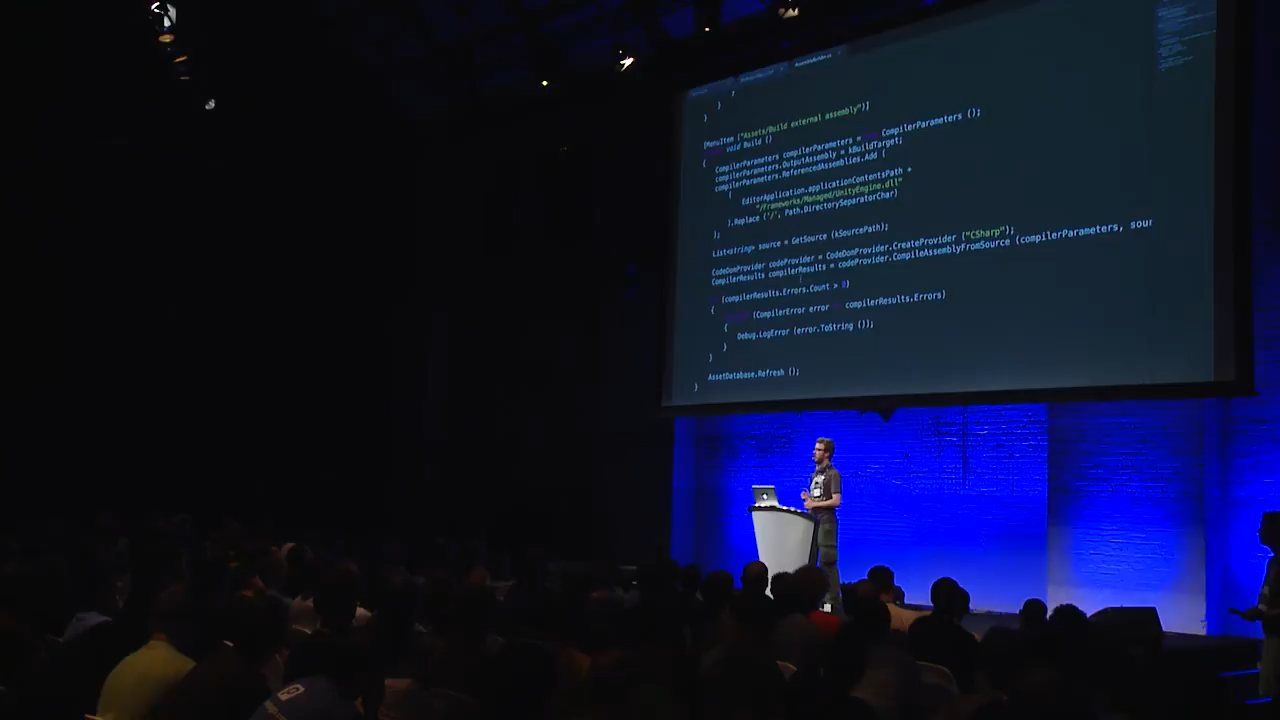 }
}
}
[MenuItem ("Assets/Build external assembly")]
void Build ()
{
CompilerParameters compilerParameters = CompilerParameters ();
compilerParameters.OutputAssembly = kBuildTarget;
compilerParameters.ReferencedAssemblies.Add (
(
EditorApplication.applicationContentsPath +
"/Frameworks/Managed/UnityEngine.dll"
).Replace ('/', Path.DirectorySeparatorChar)
);
List<string> source = GetSource (kSourcePath);
CodeDomProvider codeProvider = CodeDomProvider.CreateProvider ("CSharp");
CompilerResults compilerResults = codeProvider.CompileAssemblyFromSource (compilerParameters, sour
(compilerResults.Errors.Count > 0)
{
(CompilerError error compilerResults.Errors)
{
Debug.LogError (error.ToString ());
}
}
AssetDatabase.Refresh ();
}